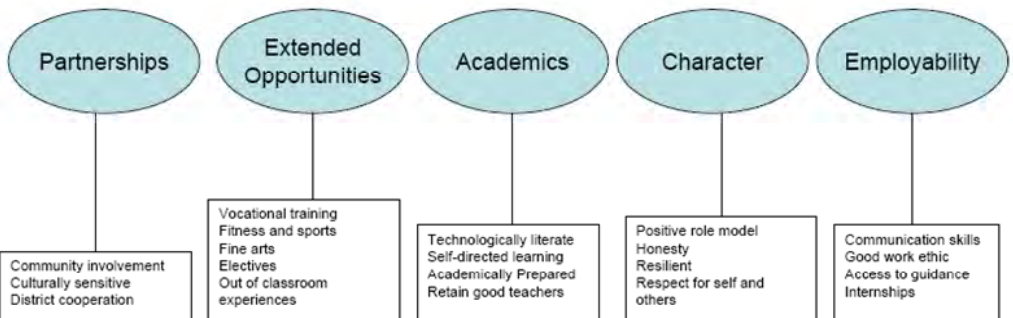 Partnerships
Extended
Opportunities
Academics
Character
Employability
Community involvement
Culturally sensitive
District cooperation
Vocational training
Fitness and sports
Fine arts
Electives
Out of classroom
experiences
Technologically literate
Self-directed learning
Academically Prepared
Retain good teachers
Positive role model
Honesty
Resilient
Respect for self and
others
Communication skills
Good work ethic
Access to guidance
Internships